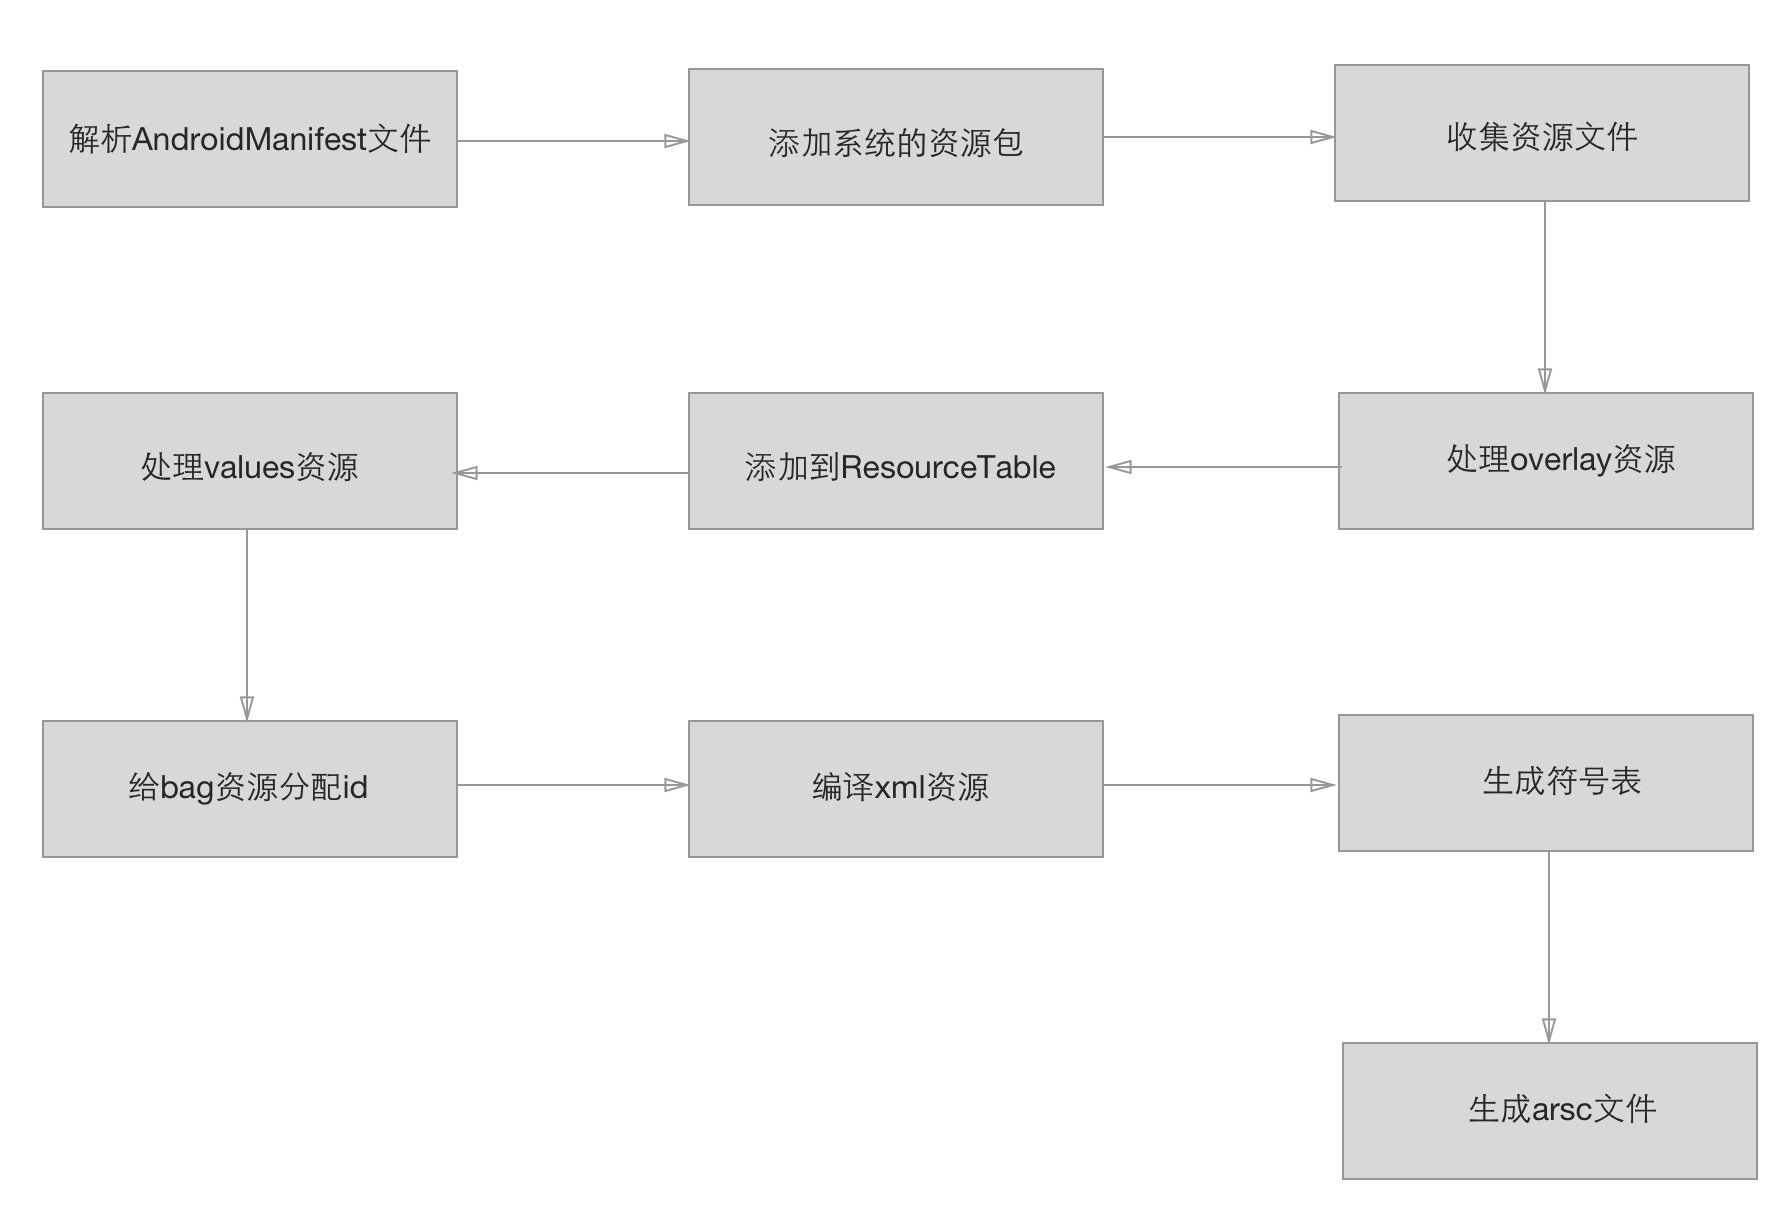 解析AndroidManifest文件
添加系统的资源包
收集资源文件
处理overlay资源
添加到ResourceTable
处理values资源
给bag资源分配id
编译xml资源
生成符号表
生成arsc文件